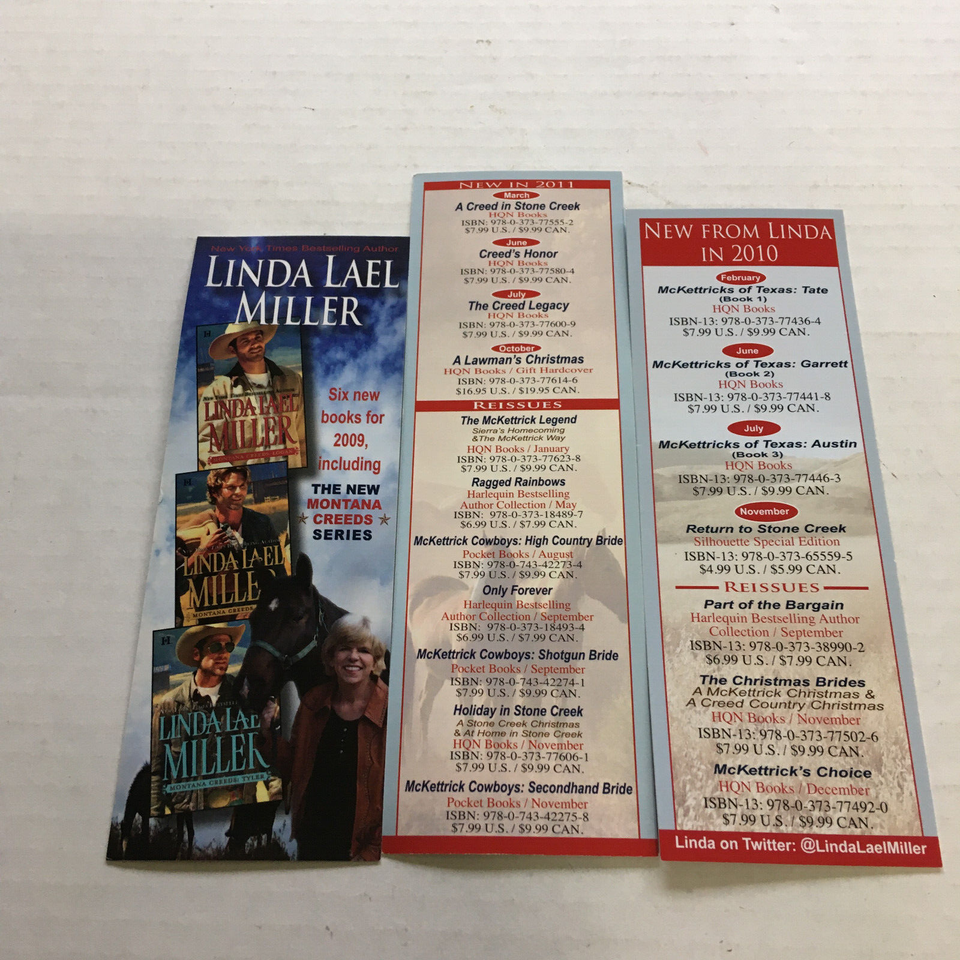 New York Times Bestselling Author
LINDA LAEL
MILLER
LINDA LAEL
MILLER
Six new
books for
2009,
including
THE NEW
MONTANA
CREEDS
SERIES
LINDA LAEL
MILLER
MONTANA CREEDS
LINDA LAEL
MILLER
MONTANA CREEDS: TYLER
NEW IN 2011
March
A Creed in Stone Creek
HQN Books
ISBN: 978-0-373-77555-2
$7.99 U.S. / $9.99 CAN.
June
Creed's Honor
HQN Books
ISBN: 978-0-373-77580-4
$7.99 U.S. / $9.99 CAN.
July
The Creed Legacy
HQN Books
ISBN: 978-0-373-77600-9
$7.99 U.S. / $9.99 CAN.
October
A Lawman's Christmas
HQN Books / Gift Hardcover
ISBN: 978-0-373-77614-6
$16.95 U.S. / $19.95 CAN.
REISSUES
The McKettrick Legend
Sierra's Homecoming
&The McKettrick Way
HQN Books / January
ISBN: 978-0-373-77623-8
$7.99 U.S. / $9.99 CAN.
Ragged Rainbows
Harlequin Bestselling
Author Collection / May
ISBN: 978-0-373-18489-7
$6.99 U.S. / $7.99 CAN.
McKettrick Cowboys: High Country Bride
Pocket Books / August
ISBN: 978-0-743-42273-4
$7.99 U.S. / $9.99 CAN.
Only Forever
Harlequin Bestselling
Author Collection / September
ISBN: 978-0-373-18493-4
$6.99 U.S. / $7.99 CAN.
McKettrick Cowboys: Shotgun Bride
Pocket Books / September
ISBN: 978-0-743-42274-1
$7.99 U.S. / $9.99 CAN.
Holiday in Stone Creek
A Stone Creek Christmas
& At Home in Stone Creek
HQN Books / November
ISBN: 978-0-373-77606-1
$7.99 U.S. / $9.99 CAN.
McKettrick Cowboys: Secondhand Bride
Pocket Books / November
ISBN: 978-0-743-42275-8
$7.99 U.S. / $9.99 CAN.
NEW FROM LINDA
IN 2010
February
McKettricks of Texas: Tate
(Book 1)
HQN Books
ISBN-13: 978-0-373-77436-4
$7.99 U.S. / $9.99 CAN.
June
McKettricks of Texas: Garrett
(Book 2)
HQN Books
ISBN-13: 978-0-373-77441-8
$7.99 U.S. / $9.99 CAN.
July
McKettricks of Texas: Austin
(Book 3)
HQN Books
ISBN-13: 978-0-373-77446-3
$7.99 U.S. / $9.99 CAN.
November
Return to Stone Creek
Silhouette Special Edition
ISBN-13: 978-0-373-65559-5
$4.99 U.S. / $5.99 CAN.
REISSUES
Part of the Bargain
Harlequin Bestselling Author
Collection / September
ISBN-13: 978-0-373-38990-2
$6.99 U.S. / $7.99 CAN.
The Christmas Brides
A McKettrick Christmas &
A Creed Country Christmas
HQN Books / November
ISBN-13: 978-0-373-77502-6
$7.99 U.S. / $9.99 CAN.
McKettrick's Choice
HQN Books / December
ISBN-13: 978-0-373-77492-0
$7.99 U.S. / $9.99 CAN.
Linda on Twitter: @LindaLaelMiller